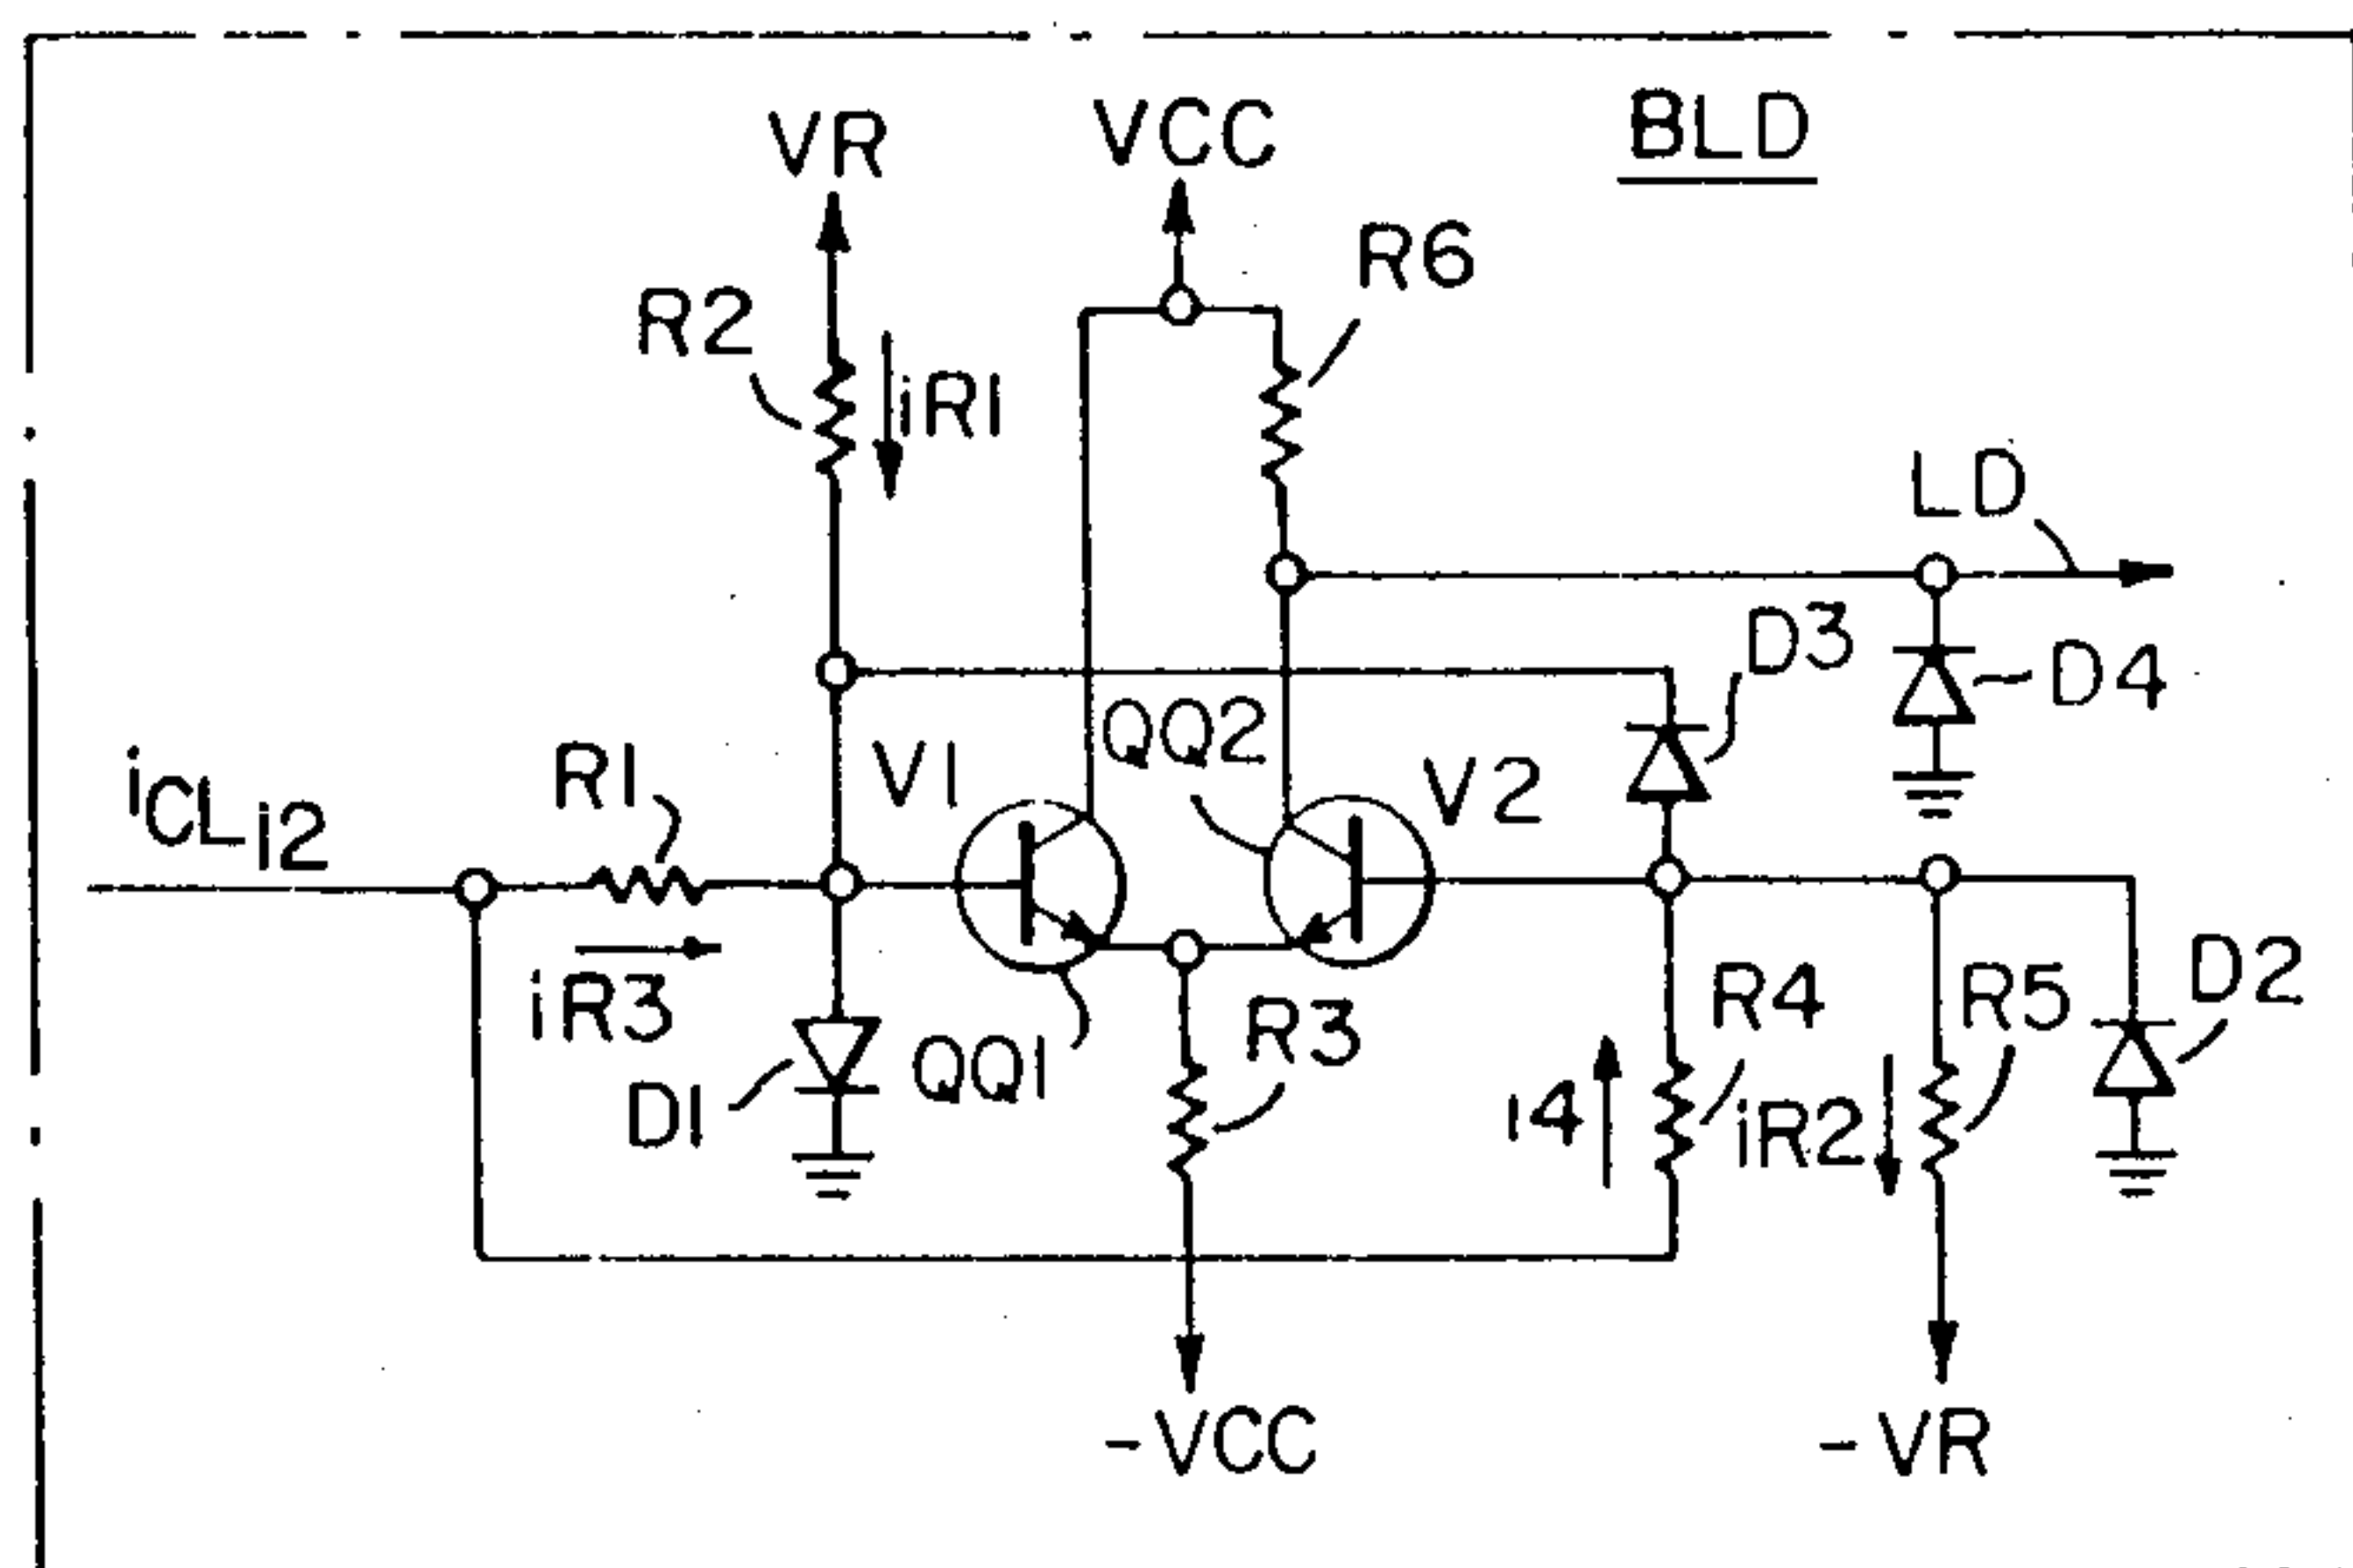 VR
VCC
BLD
R6
R2
iR1
LD
D3
D4
QQ2
R1
V1
V2
iCLi2
D2
R4
R5
iR3
R3
QQ1
D1
i4
iR2
-VCC
-VR